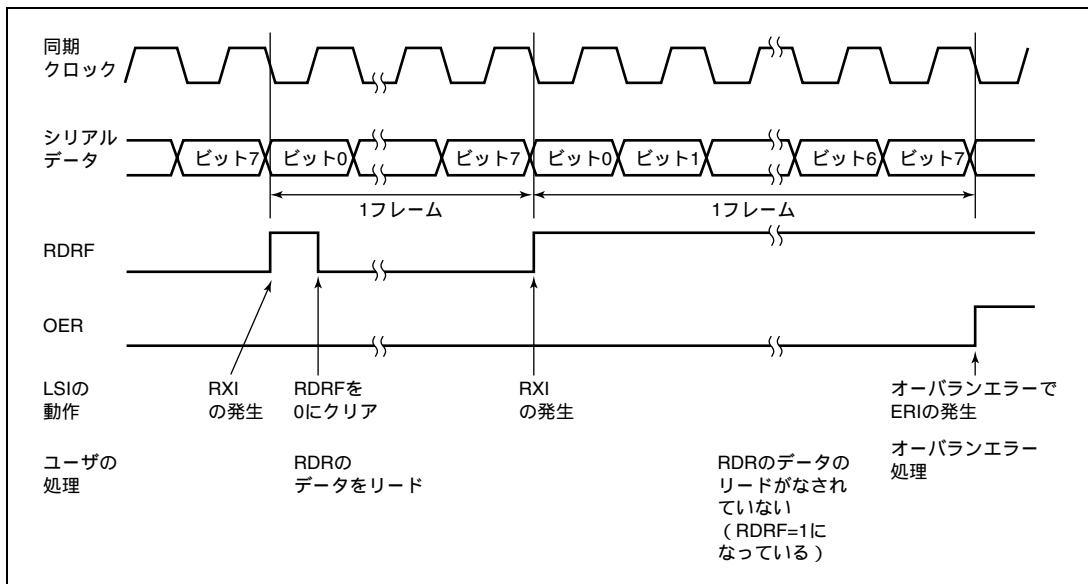 同期
クロック
シリアル
データ
ビット7
ビット0
ビット7
ビット0
ビット1
ビット6
ビット7
1フレーム
1フレーム
RDRF
OER
LSIの
動作
RXI
の発生
RDRFを
0にクリア
RXI
の発生
オーバランエラーで
ERIの発生
ユーザの
処理
RDRの
データをリード
RDRのデータの
リードがなされ
ていない
（RDRF=1に
なっている）
オーバランエラー
処理